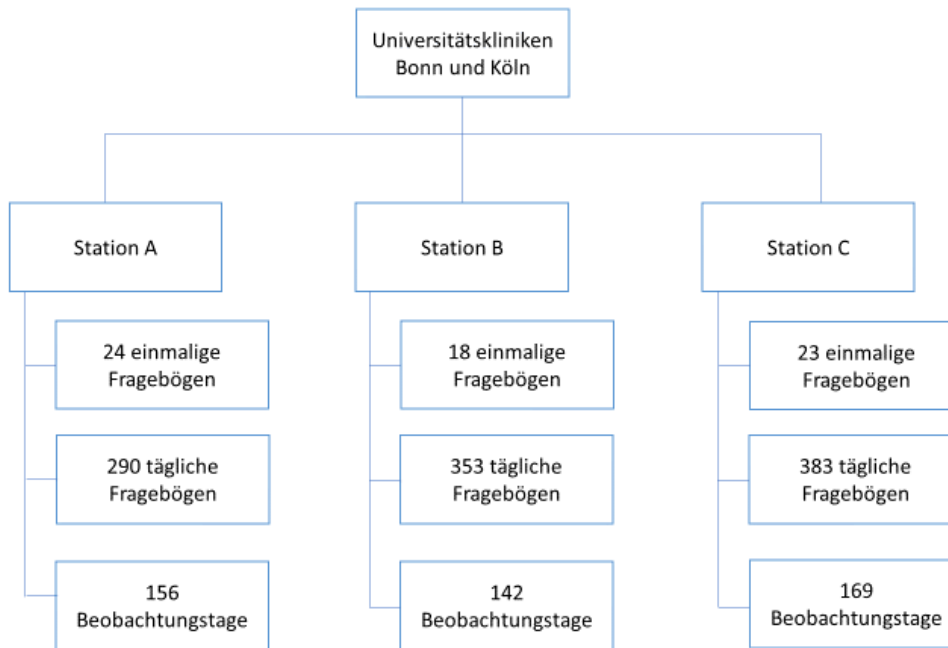 Universitätskliniken
Bonn und Köln
Station A
Station B
Station C
24 einmalige
Fragebögen
18 einmalige
Fragebögen
23 einmalige
Fragebögen
290 tägliche
Fragebögen
353 tägliche
Fragebögen
383 tägliche
Fragebögen
156
Beobachtungstage
142
Beobachtungstage
169
Beobachtungstage